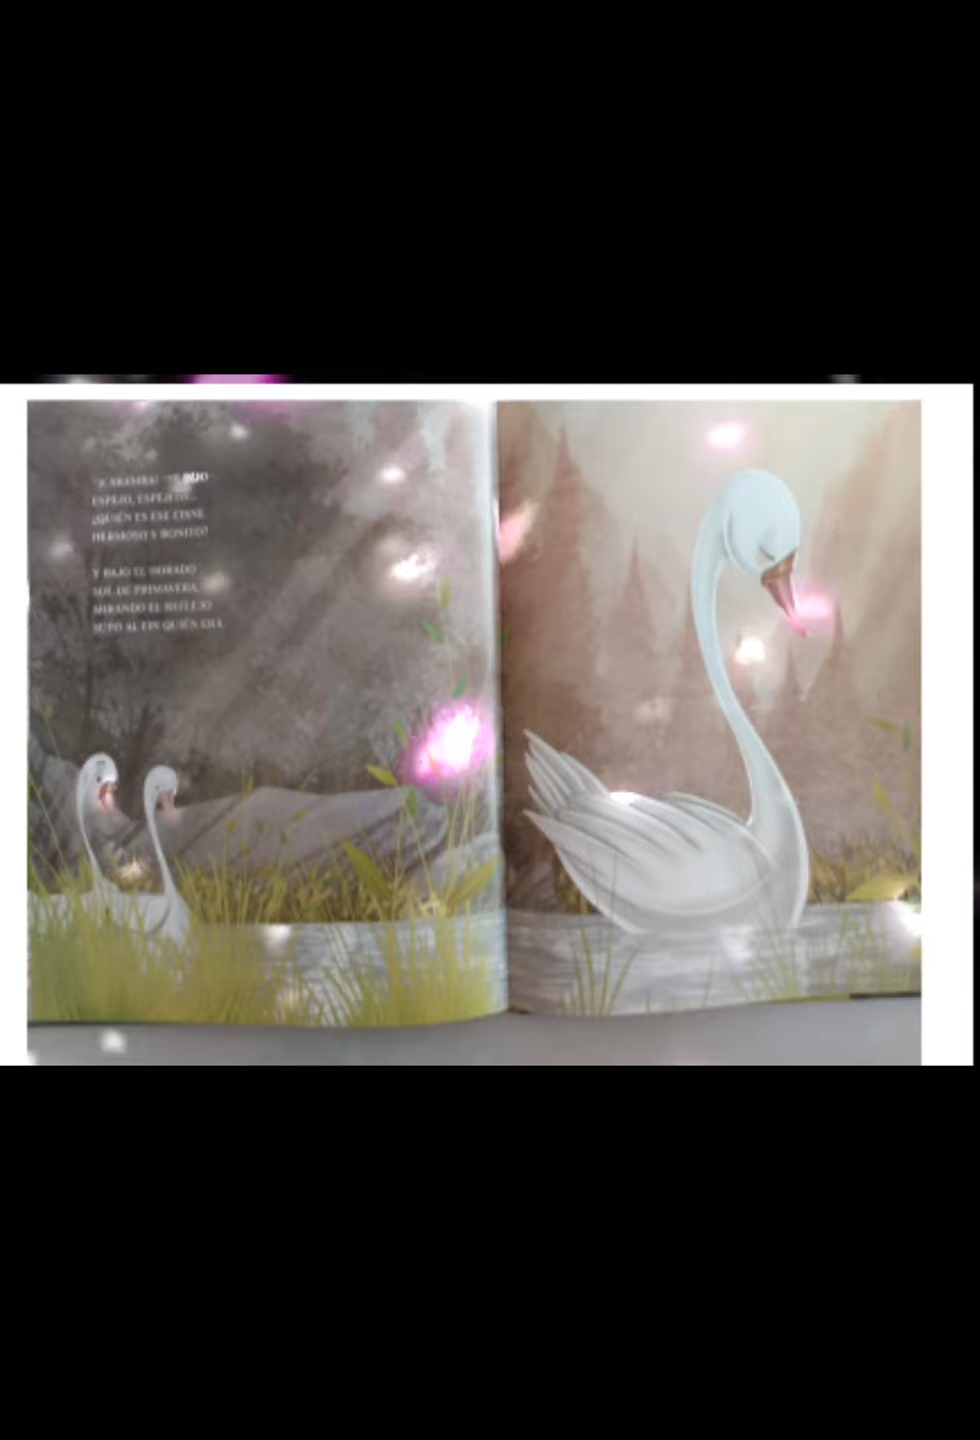 ¡CARAMBA! DIJO
ESPEJO, ESPEJITO...
¿QUIÉN ES ESE CISNE
HERMOSO Y BONITO?
Y BAJO EL DORADO
SOL DE PRIMAVERA,
MIRANDO EL REFLEJO
SUPO AL FIN QUIÉN ERA.